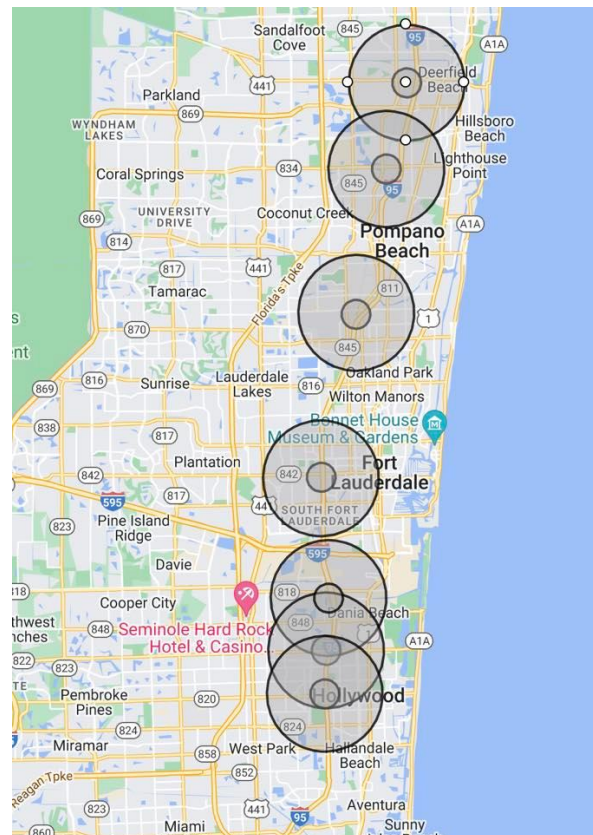 Sandalfoot
Cove
845
95
A1A
441
Deerfield
Beach
Parkland
869
WYNDHAM
LAKES
Hillsboro
Beach
Lighthouse
Point
Coral Springs
834
845
95
UNIVERSITY
DRIVE
Coconut Creek
869
A1A
814
Pompano
Beach
817
441
Tamarac
Florida's Tpke
811
1
870
845
Oakland Park
869
816
Sunrise
Lauderdale
Lakes
816
Wilton Manors
838
817
Bonnet House
Museum & Gardens
Plantation
Fort
Lauderdale
842
842
817
595
44
SOUTH FORT
LAUDERDALE
Pine Island
Ridge
823
595
Davie
818
818
Cooper City
Dania Beach
848
848
Seminole Hard Rock
Hotel & Casino...
A1A
822
823
Pembroke
Pines
820
Hollywood
824
824
Miramar
858
West Park
Hallandale
Beach
852
Reagan Tpke
441
Aventura
860
Miami
95
Sunny